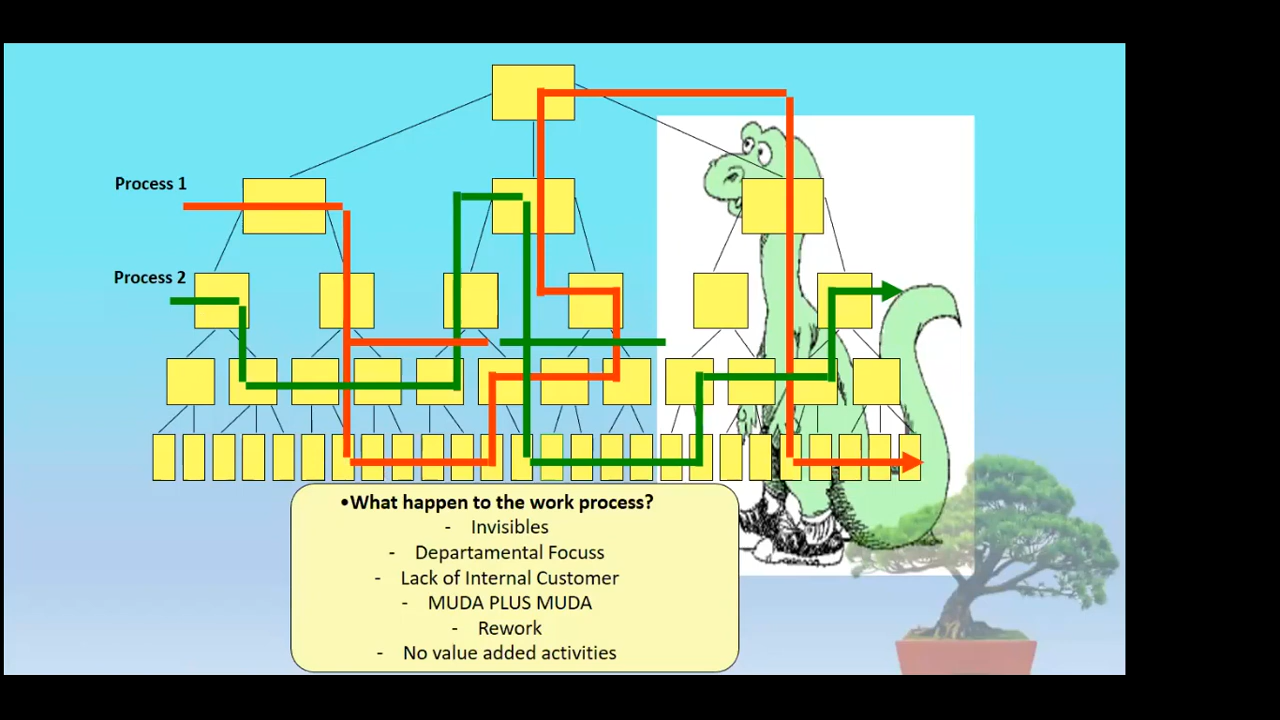 Process 1
Process 2
•What happen to the work process?
- Invisibles
- Departamental Focuss
- Lack of Internal Customer
- MUDA PLUS MUDA
- Rework
- No value added activities